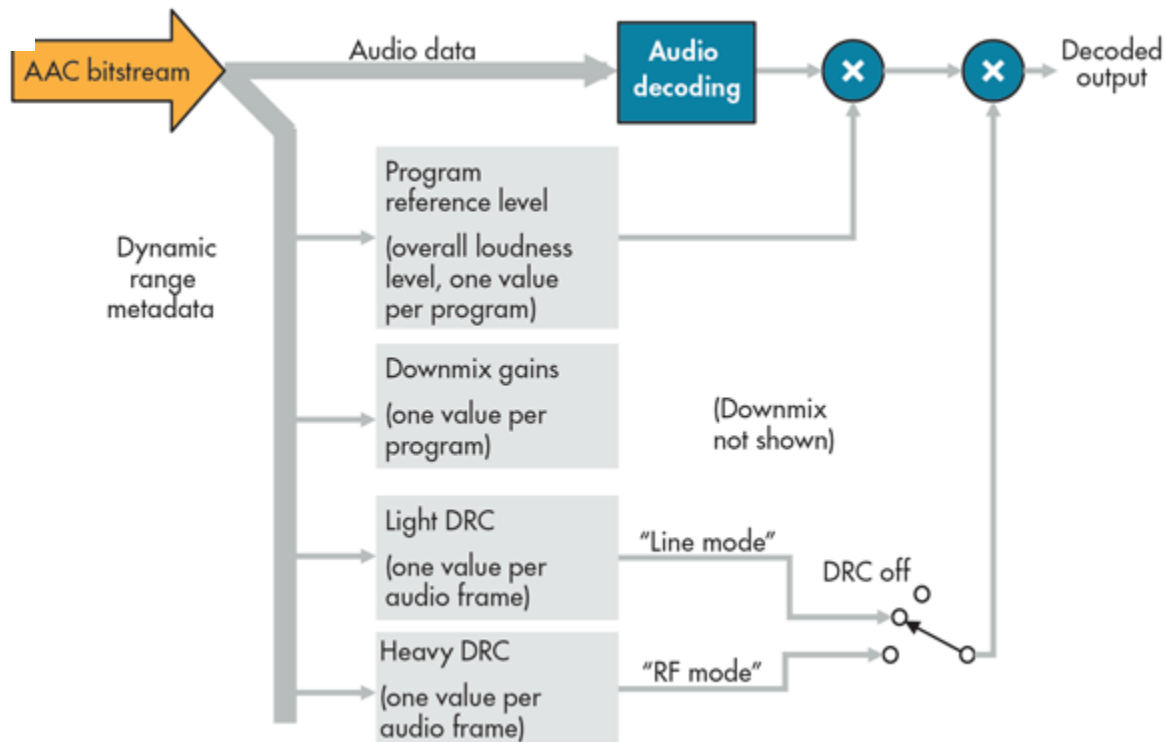 AAC bitstream
Audio data
Audio
decoding
×
×
Decoded
output
Dynamic
range
metadata
Program
reference level
(overall loudness
level, one value
per program)
Downmix gains
(one value per
program)
(Downmix
not shown)
Light DRC
(one value per
audio frame)
“Line mode”
DRC off
Heavy DRC
(one value per
audio frame)
“RF mode”